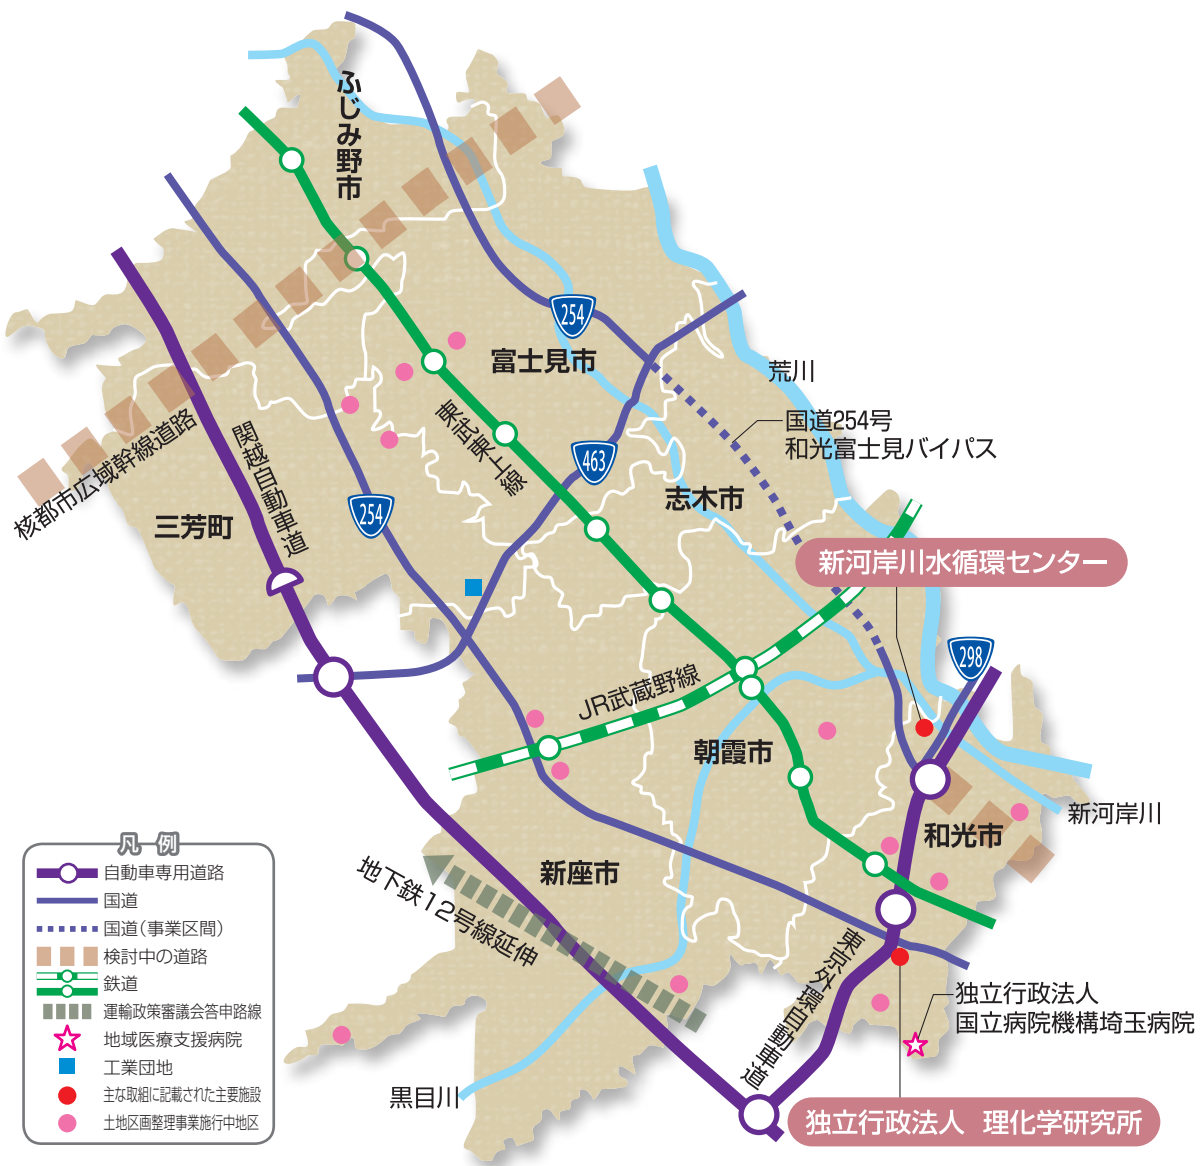 ふじみ野市
254
富士見市
荒川
国道254号
和光富士見バイパス
東武東上線
463
関越自動車道
核都市広域幹線道路
三芳町
254
志木市
新河岸川水循環センター
298
JR武蔵野線
朝霞市
新河岸川
和光市
新座市
地下鉄12号線延伸
東京外環自動車道
独立行政法人
国立病院機構埼玉病院
黒目川
独立行政法人 理化学研究所
凡 例
自動車専用道路
国道
国道(事業区間)
検討中の道路
鉄道
運輸政策審議会答申路線
地域医療支援病院
工業団地
主な取組に記載された主要施設
土地区画整理事業施行中地区